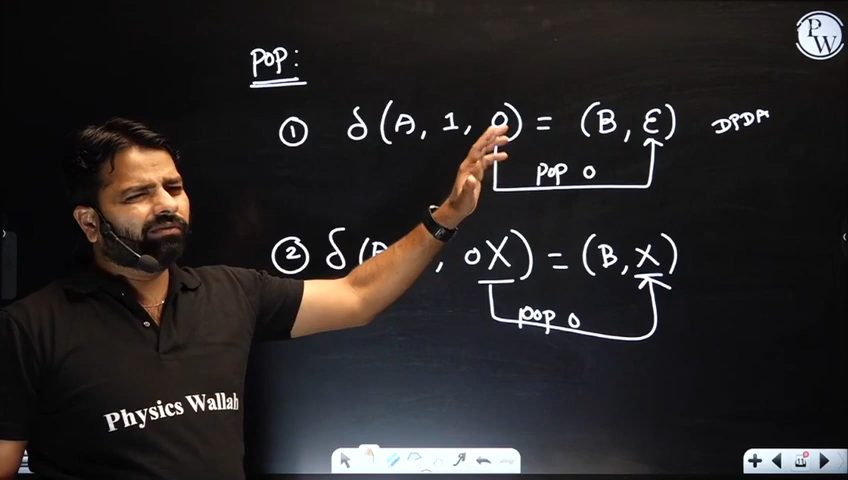 POP:
① δ(A, 1, 0) = (B, ε) DPDA
pop 0
② δ(A, , 0X) = (B, X)
pop 0
Physics Wallah
PW